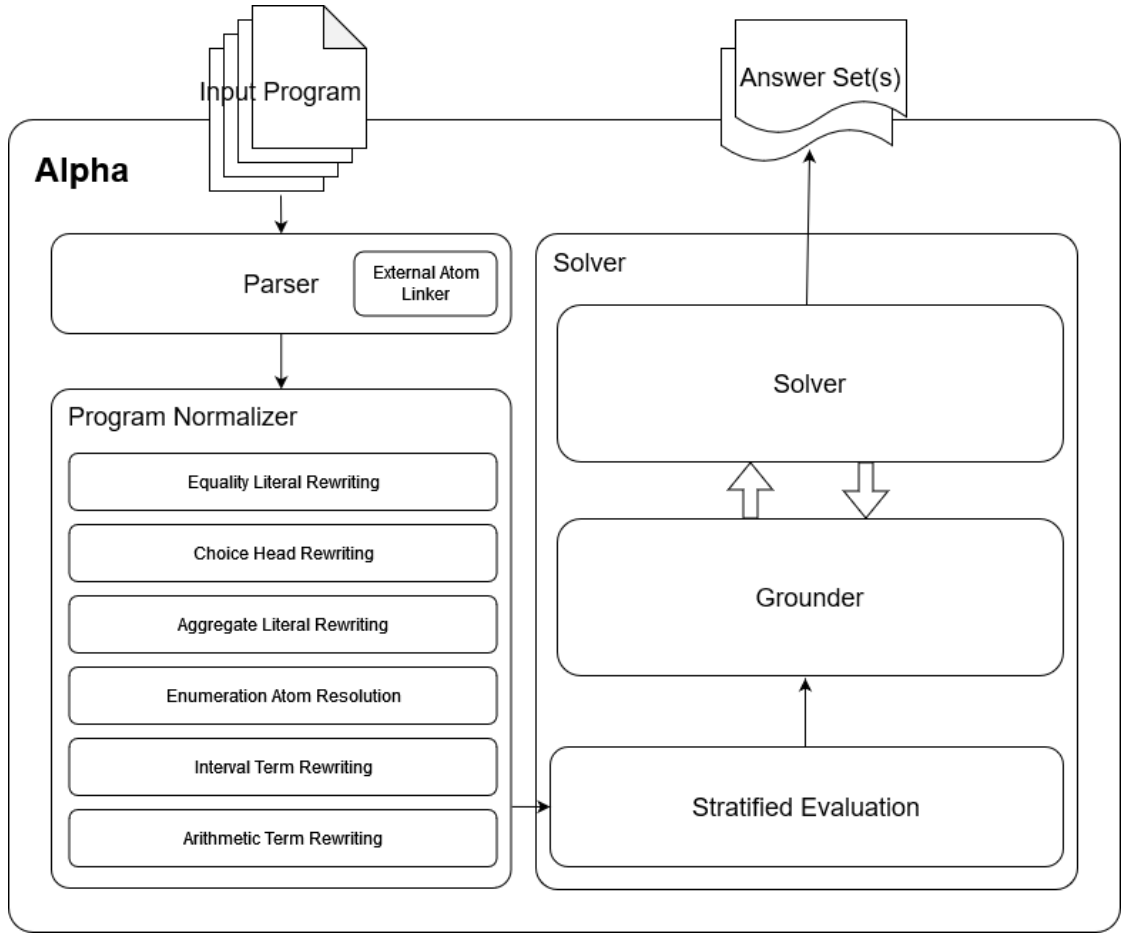 Input Program
Answer Set(s)
Alpha
Parser
External Atom
Linker
Program Normalizer
Equality Literal Rewriting
Choice Head Rewriting
Aggregate Literal Rewriting
Enumeration Atom Resolution
Interval Term Rewriting
Arithmetic Term Rewriting
Solver
Solver
Grounder
Stratified Evaluation